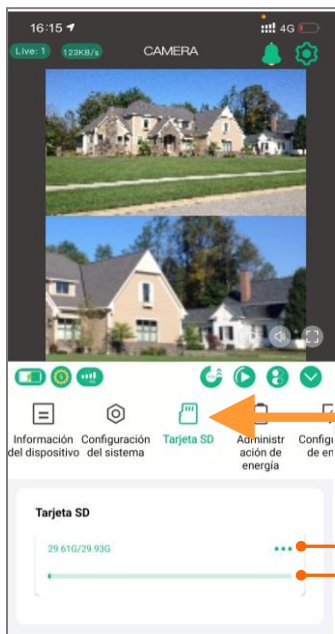 16:15
4G
Live: 1
123KB/s
CAMERA
Información
del dispositivo
Configuración
del sistema
Tarjeta SD
Administr
ación de
energía
Configu
de en
Tarjeta SD
29.61G/29.93G